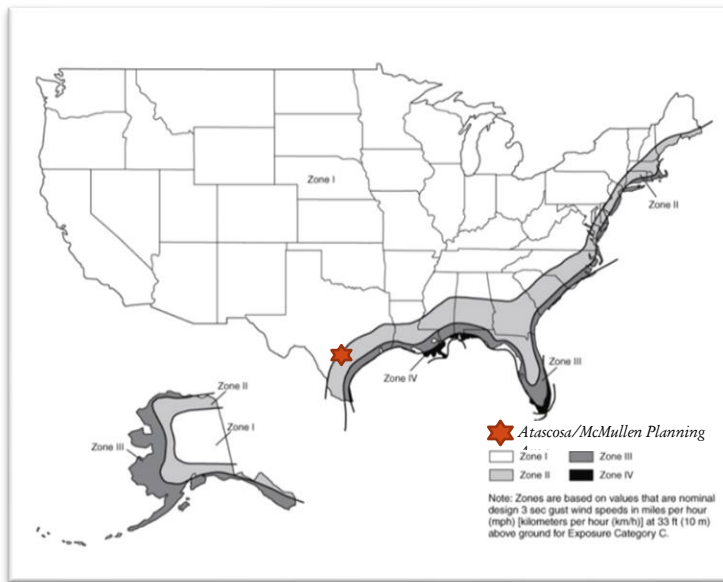 Zone I
Zone II
Zone III
Zone IV
Zone II
Zone I
Zone III
Atascosa/McMullen Planning
Zone I
Zone III
Zone II
Zone IV
Note: Zones are based on values that are nominal
design 3 sec gust wind speeds in miles per hour
(mph) [kilometers per hour (km/h)] at 33 ft (10 m)
above ground for Exposure Category C.